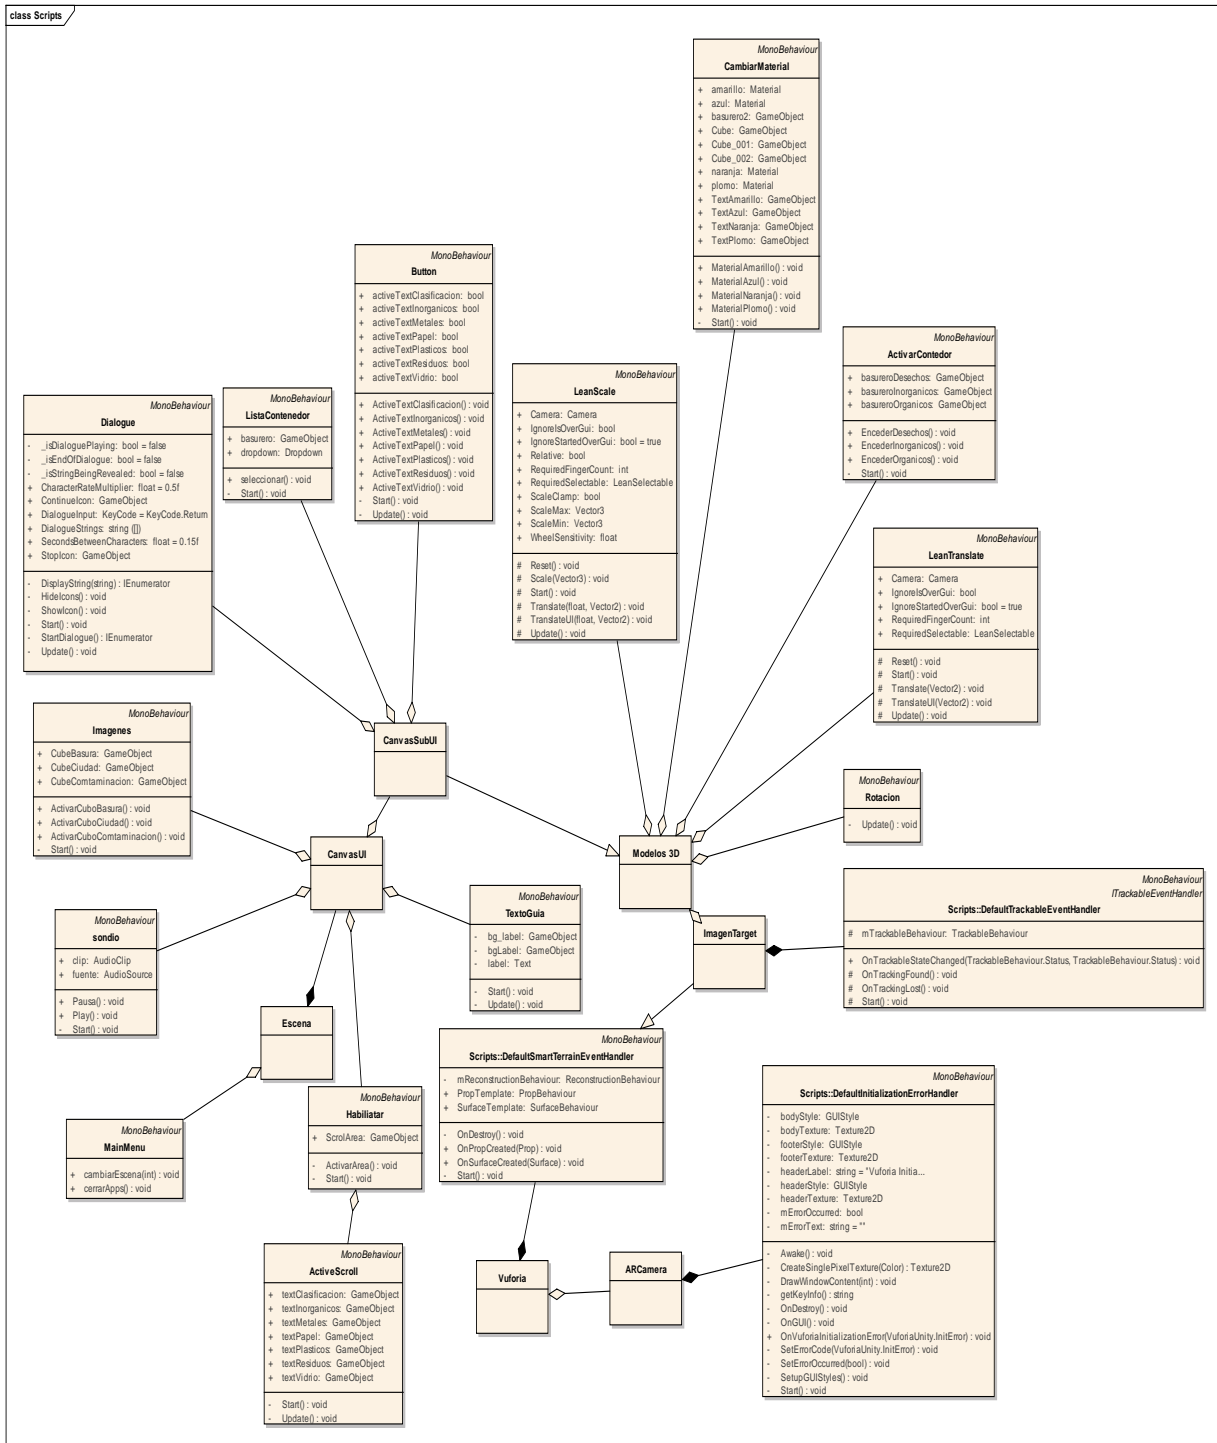 class Scripts
MonoBehaviour
CambiarMaterial
+ amarillo: Material
+ azul: Material
+ basurero2: GameObject
+ Cube: GameObject
+ Cube_001: GameObject
+ Cube_002: GameObject
+ naranja: Material
+ plomo: Material
+ TextAmarillo: GameObject
+ TextAzul: GameObject
+ TextNaranja: GameObject
+ TextPlomo: GameObject
+ MaterialAmarillo() : void
+ MaterialAzul() : void
+ MaterialNaranja() : void
+ MaterialPlomo() : void
- Start() : void
MonoBehaviour
Button
+ activeTextClasificacion: bool
+ activeTextInorganicos: bool
+ activeTextMetales: bool
+ activeTextPapel: bool
+ activeTextPlasticos: bool
+ activeTextResiduos: bool
+ activeTextVidrio: bool
+ ActiveTextClasificacion() : void
+ ActiveTextInorganicos() : void
+ ActiveTextMetales() : void
+ ActiveTextPapel() : void
+ ActiveTextPlasticos() : void
+ ActiveTextResiduos() : void
+ ActiveTextVidrio() : void
- Start() : void
- Update() : void
MonoBehaviour
ActivarContedor
+ basureroDesechos: GameObject
+ basureroInorganicos: GameObject
+ basureroOrganicos: GameObject
+ EncederDesechos() : void
+ EncederInorganicos() : void
+ EncederOrganicos() : void
- Start() : void
MonoBehaviour
LeanScale
+ Camera: Camera
+ IgnoreIsOverGui: bool
+ IgnoreStartedOverGui: bool = true
+ Relative: bool
+ RequiredFingerCount: int
+ RequiredSelectable: LeanSelectable
+ ScaleClamp: bool
+ ScaleMax: Vector3
+ ScaleMin: Vector3
+ WheelSensitivity: float
# Reset() : void
# Scale(Vector3) : void
# Start() : void
# Translate(float, Vector2) : void
# TranslateUI(float, Vector2) : void
# Update() : void
MonoBehaviour
ListaContenedor
+ basurero: GameObject
+ dropdown: Dropdown
+ seleccionar() : void
- Start() : void
MonoBehaviour
Dialogue
- _isDialoguePlaying: bool = false
- _isEndOfDialogue: bool = false
- _isStringBeingRevealed: bool = false
+ CharacterRateMultiplier: float = 0.5f
+ ContinueIcon: GameObject
+ DialogueInput: KeyCode = KeyCode.Return
+ DialogueStrings: string ([])
+ SecondsBetweenCharacters: float = 0.15f
+ StopIcon: GameObject
- DisplayString(string) : IEnumerator
- HideIcons() : void
- ShowIcon() : void
- Start() : void
- StartDialogue() : IEnumerator
- Update() : void
MonoBehaviour
LeanTranslate
+ Camera: Camera
+ IgnoreIsOverGui: bool
+ IgnoreStartedOverGui: bool = true
+ RequiredFingerCount: int
+ RequiredSelectable: LeanSelectable
# Reset() : void
# Start() : void
# Translate(Vector2) : void
# TranslateUI(Vector2) : void
# Update() : void
MonoBehaviour
Imagenes
+ CubeBasura: GameObject
+ CubeCiudad: GameObject
+ CubeComtaminacion: GameObject
+ ActivarCuboBasura() : void
+ ActivarCuboCiudad() : void
+ ActivarCuboComtaminacion() : void
- Start() : void
CanvasSubUI
MonoBehaviour
Rotacion
- Update() : void
CanvasUI
Modelos 3D
MonoBehaviour
ITrackableEventHandler
Scripts::DefaultTrackableEventHandler
# mTrackableBehaviour: TrackableBehaviour
+ OnTrackableStateChanged(TrackableBehaviour.Status, TrackableBehaviour.Status) : void
# OnTrackingFound() : void
# OnTrackingLost() : void
# Start() : void
MonoBehaviour
TextoGuia
- bg_label: GameObject
- bgLabel: GameObject
- label: Text
- Start() : void
- Update() : void
MonoBehaviour
sondio
+ clip: AudioClip
+ fuente: AudioSource
+ Pausa() : void
+ Play() : void
- Start() : void
ImagenTarget
Escena
MonoBehaviour
Scripts::DefaultSmartTerrainEventHandler
- mReconstructionBehaviour: ReconstructionBehaviour
+ PropTemplate: PropBehaviour
+ SurfaceTemplate: SurfaceBehaviour
- OnDestroy() : void
+ OnPropCreated(Prop) : void
+ OnSurfaceCreated(Surface) : void
- Start() : void
MonoBehaviour
Scripts::DefaultInitializationErrorHandler
- bodyStyle: GUIStyle
- bodyTexture: Texture2D
- footerStyle: GUIStyle
- footerTexture: Texture2D
- headerLabel: string = "Vuforia Initia...
- headerStyle: GUIStyle
- headerTexture: Texture2D
- mErrorOccurred: bool
- mErrorText: string = ""
- Awake() : void
- CreateSinglePixelTexture(Color) : Texture2D
- DrawWindowContent(int) : void
- getKeyInfo() : string
- OnDestroy() : void
- OnGUI() : void
+ OnVuforiaInitializationError(VuforiaUnity.InitError) : void
- SetErrorCode(VuforiaUnity.InitError) : void
- SetErrorOccurred(bool) : void
- SetupGUIStyles() : void
- Start() : void
MonoBehaviour
Habiliatar
+ ScrolArea: GameObject
- ActivarArea() : void
- Start() : void
MonoBehaviour
MainMenu
+ cambiarEscena(int) : void
+ cerrarApps() : void
MonoBehaviour
ActiveScroll
+ textClasificacion: GameObject
+ textInorganicos: GameObject
+ textMetales: GameObject
+ textPapel: GameObject
+ textPlasticos: GameObject
+ textResiduos: GameObject
+ textVidrio: GameObject
- Start() : void
- Update() : void
Vuforia
ARCamera